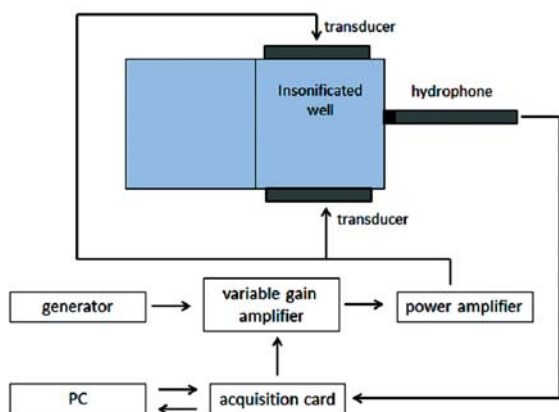 transducer
Insonificated
well
hydrophone
transducer
generator
variable gain
amplifier
power amplifier
PC
acquisition card